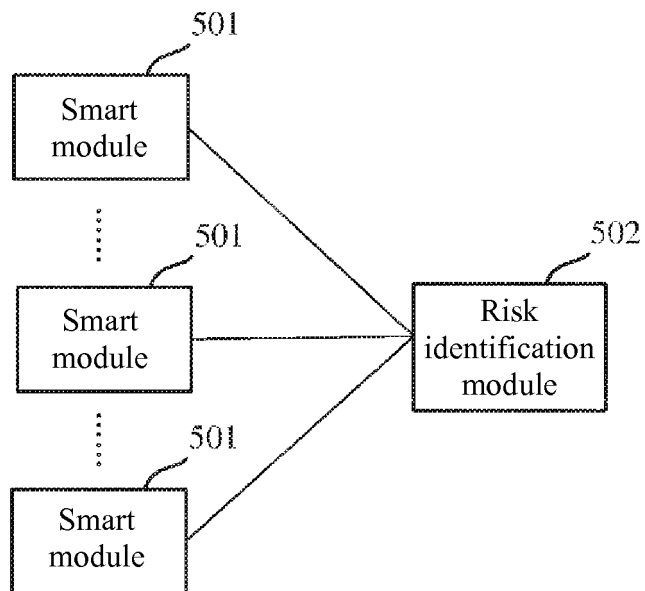 501
Smart
module
501
Smart
module
502
Risk
identification
module
501
Smart
module